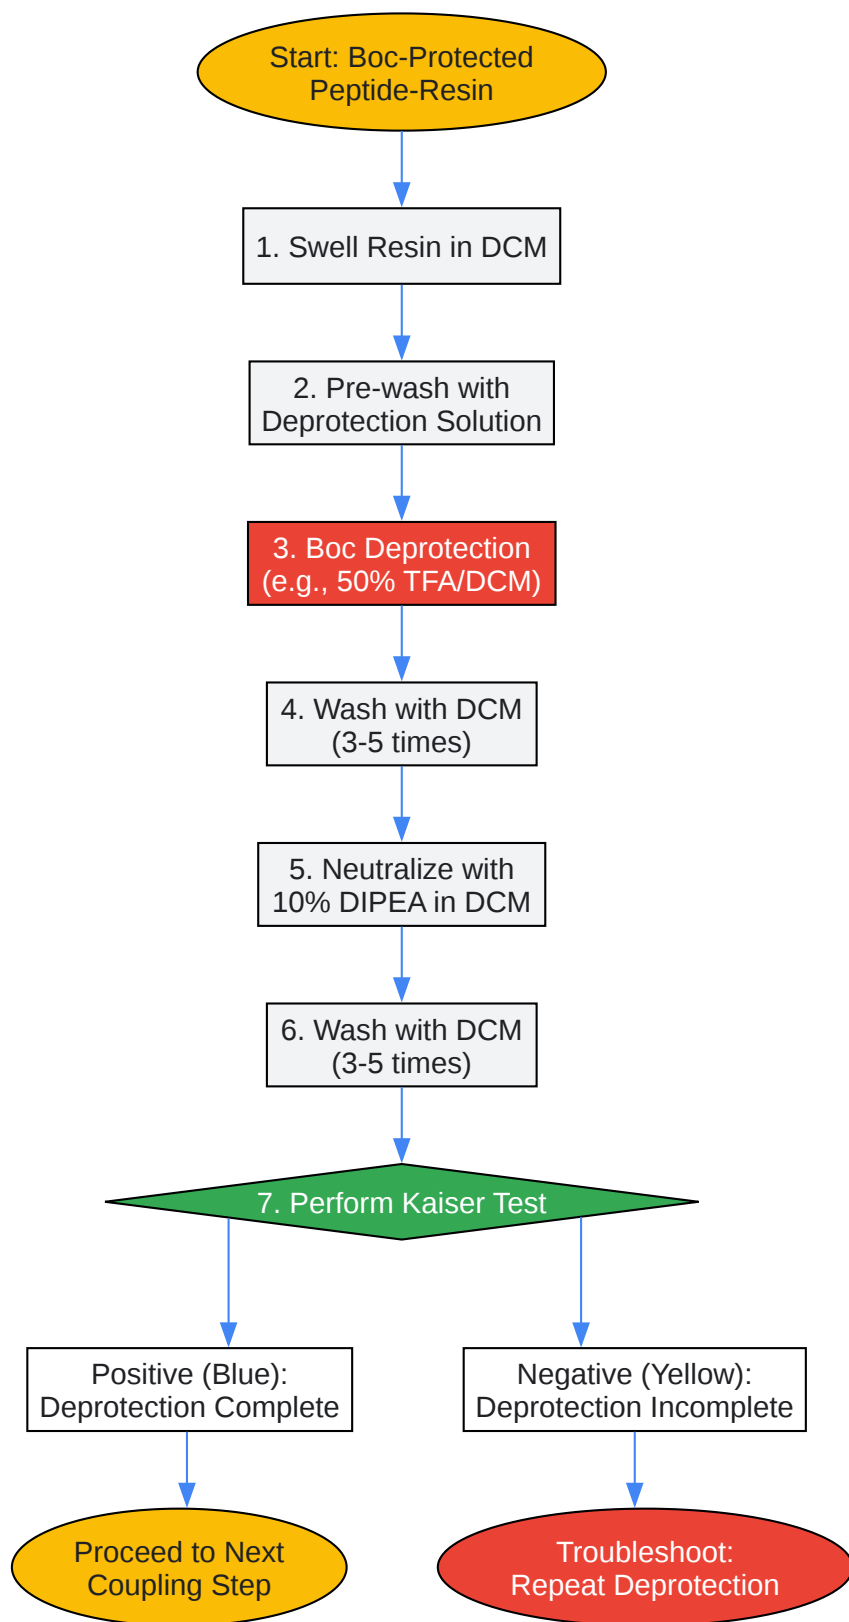 Start: Boc-Protected
Peptide-Resin
1. Swell Resin in DCM
2. Pre-wash with
Deprotection Solution
3. Boc Deprotection
(e.g., 50% TFA/DCM)
4. Wash with DCM
(3-5 times)
5. Neutralize with
10% DIPEA in DCM
6. Wash with DCM
(3-5 times)
7. Perform Kaiser Test
Positive (Blue):
Deprotection Complete
Negative (Yellow):
Deprotection Incomplete
Proceed to Next
Coupling Step
Troubleshoot:
Repeat Deprotection